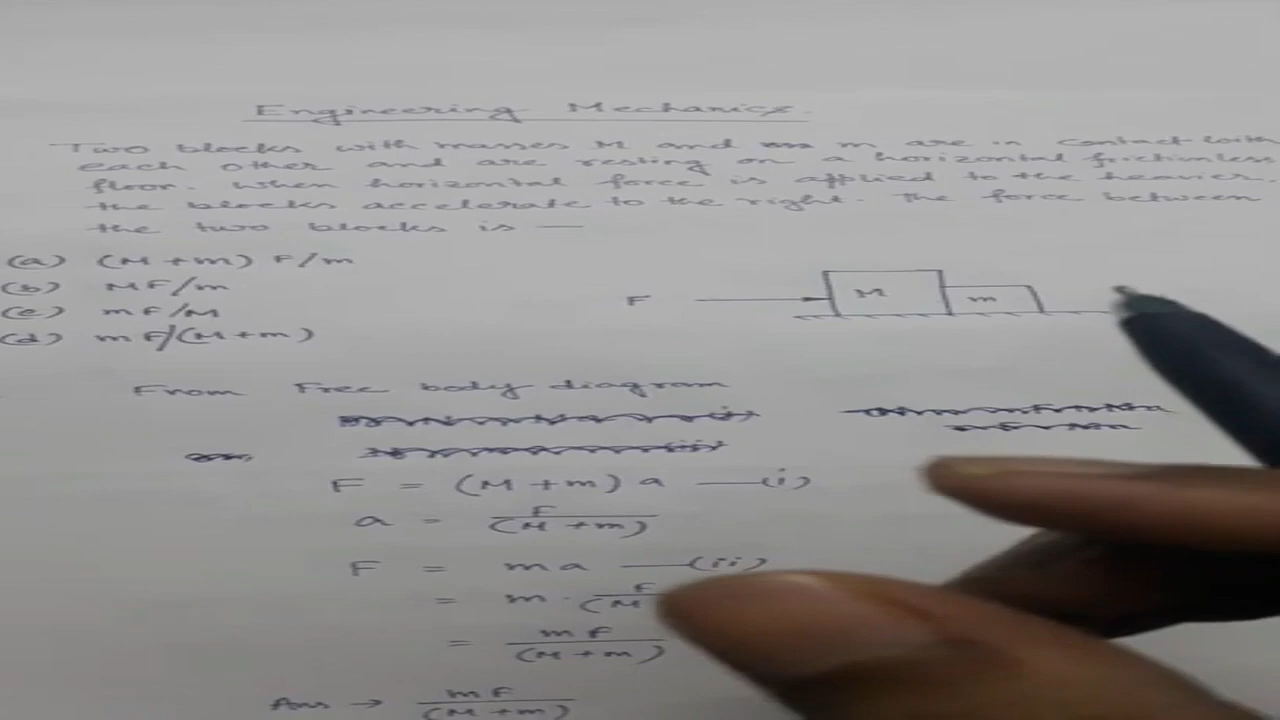 Engineering Mechanics.
Two blocks with masses M and m are in contact with
each other and are resting on a horizontal frictionless
floor. When horizontal force is applied to the heavier.
the blocks accelerate to the right. The force between
the two blocks is —
(a) (M+m) F/m
(b) MF/m
(c) mF/M
(d) mF/(M+m)
F M m
From Free body diagram
F = (M+m) a —(i)
a = F/(M+m)
F = ma —(ii)
= m. F/(M
= mF/(M+m)
Ans → mF/(M+m)